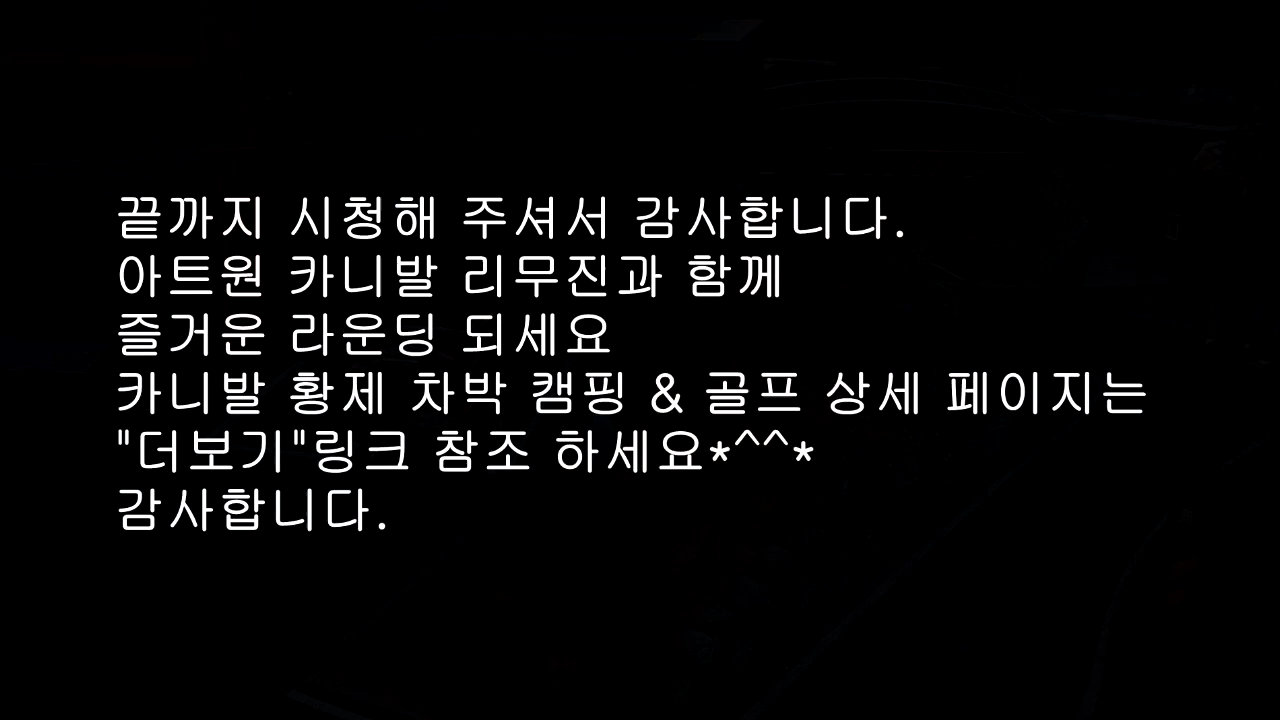 끝까지 시청해 주셔서 감사합니다.
아트원 카니발 리무진과 함께
즐거운 라운딩 되세요
카니발 황제 차박 캠핑 & 골프 상세 페이지는
"더보기"링크 참조 하세요*^^*
감사합니다.